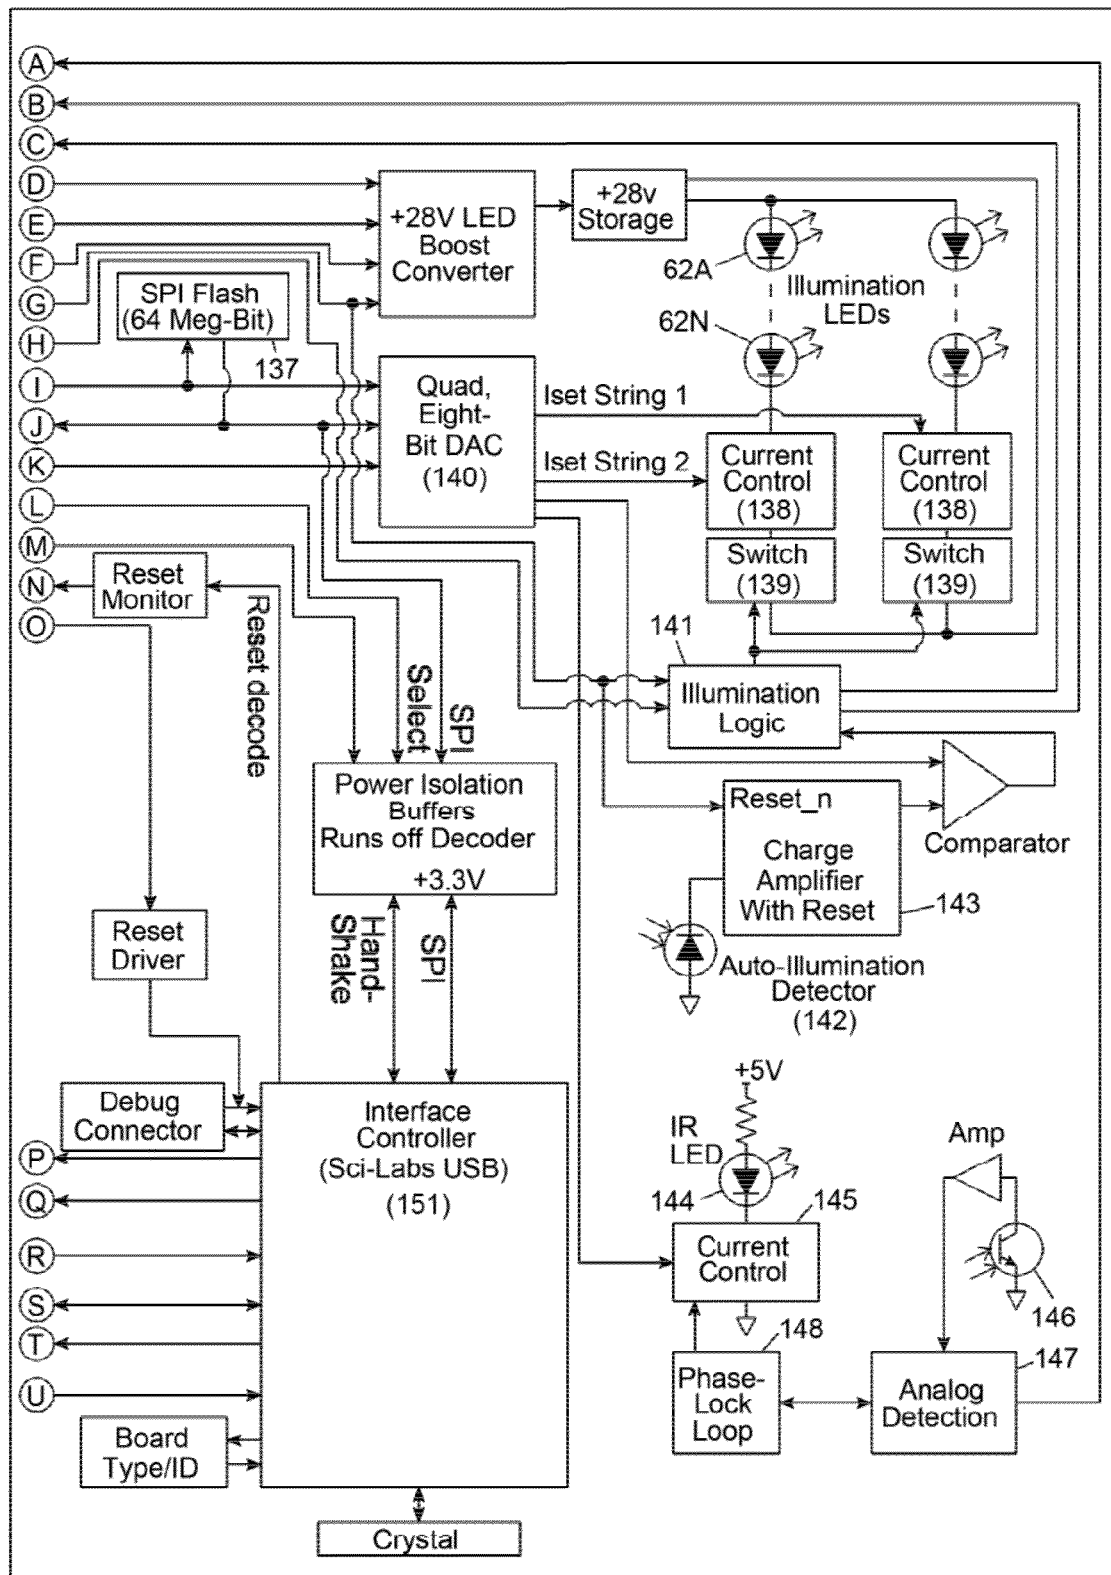 A
B
C
D
E
F
G
H
I
J
K
L
M
N
O
P
Q
R
S
T
U
+28V LED
Boost
Converter
+28v
Storage
62A
62N
Illumination
LEDs
SPI Flash
(64 Meg-Bit)
137
Quad,
Eight-
Bit DAC
(140)
Iset String 1
Iset String 2
Current
Control
(138)
Current
Control
(138)
Switch
(139)
Switch
(139)
Reset
Monitor
Reset decode
Select
SPI
141
Illumination
Logic
Power Isolation
Buffers
Runs off Decoder
+3.3V
Reset_n
Charge
Amplifier
With Reset
143
Comparator
Auto-Illumination
Detector
(142)
Reset
Driver
Hand-
Shake
SPI
Debug
Connector
Interface
Controller
(Sci-Labs USB)
(151)
+5V
IR
LED
144
145
Current
Control
Amp
146
148
Phase-
Lock
Loop
147
Analog
Detection
Board
Type/ID
Crystal